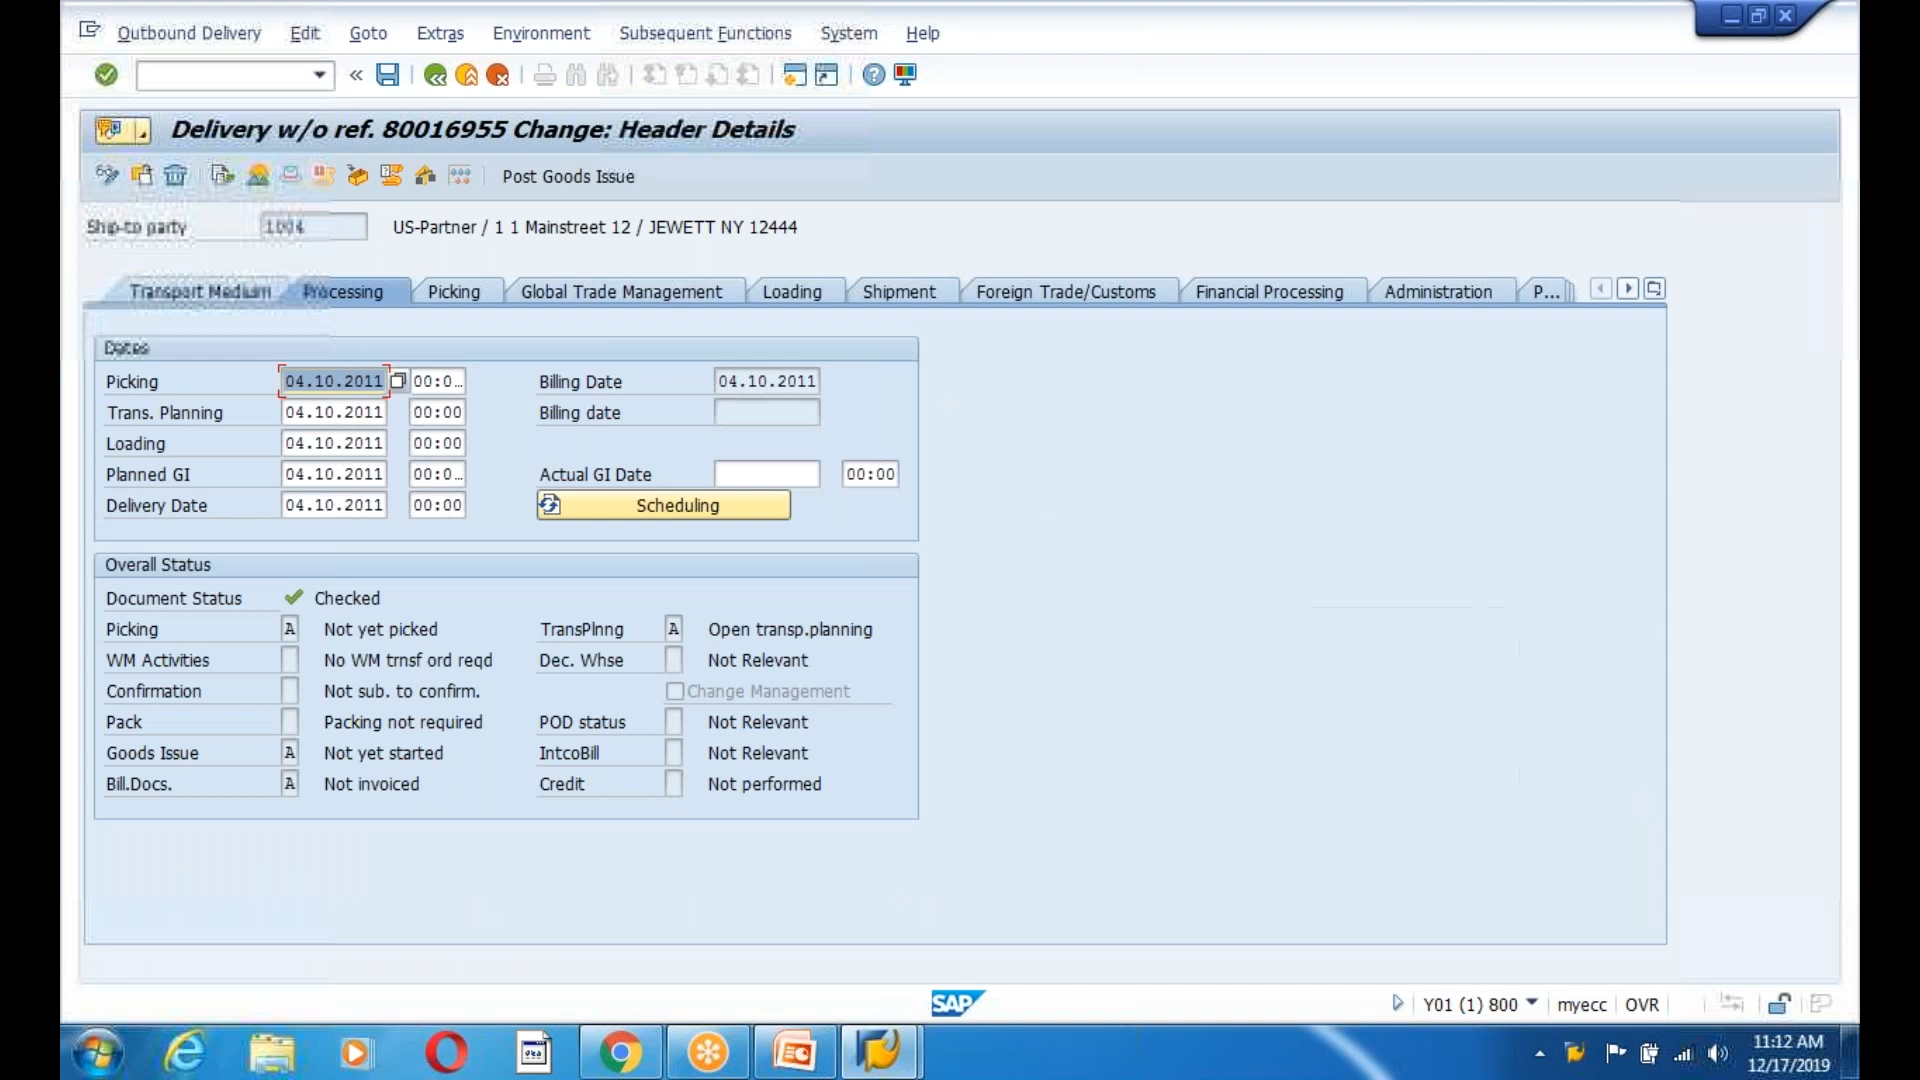 Outbound Delivery Edit Goto Extras Environment Subsequent Functions System Help
Delivery w/o ref. 80016955 Change: Header Details
Post Goods Issue
Ship-to party 1004 US-Partner / 1 1 Mainstreet 12 / JEWETT NY 12444
Transport Medium Processing Picking Global Trade Management Loading Shipment Foreign Trade/Customs Financial Processing Administration P...
Dates
Picking 04.10.2011 00:0.. Billing Date 04.10.2011
Trans. Planning 04.10.2011 00:00 Billing date
Loading 04.10.2011 00:00
Planned GI 04.10.2011 00:0.. Actual GI Date 00:00
Delivery Date 04.10.2011 00:00 Scheduling
Overall Status
Document Status Checked
Picking A Not yet picked TransPlnng A Open transp.planning
WM Activities No WM trnsf ord reqd Dec. Whse Not Relevant
Confirmation Not sub. to confirm. Change Management
Pack Packing not required POD status Not Relevant
Goods Issue A Not yet started IntcoBill Not Relevant
Bill.Docs. A Not invoiced Credit Not performed
SAP Y01 (1) 800 myecc OVR
11:12 AM
12/17/2019